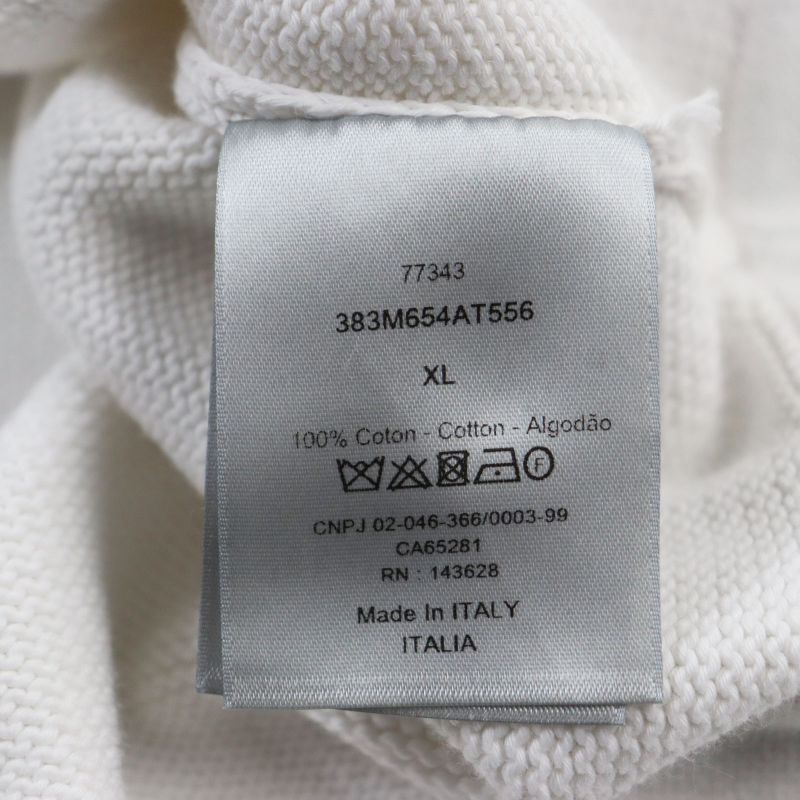 77343
383M654AT556
XL
100% Coton - Cotton - Algodão
F
CNPJ 02-046-366/0003-99
CA65281
RN : 143628
Made In ITALY
ITALIA